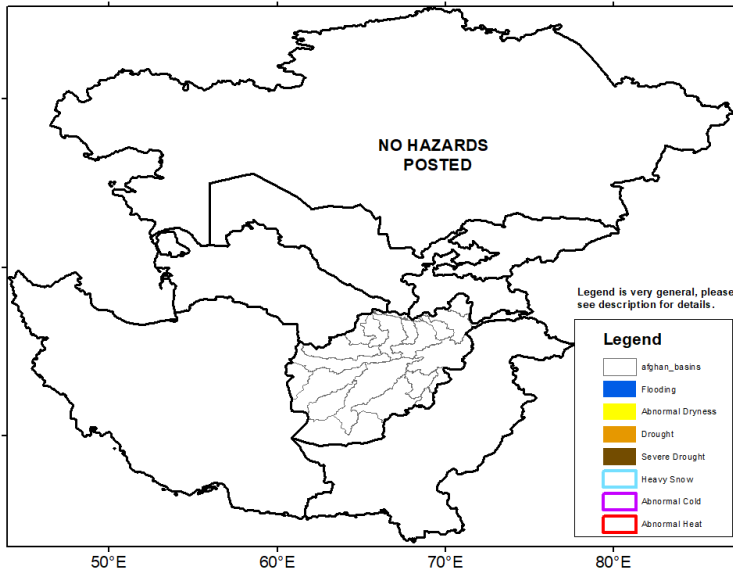 NO HAZARDS
POSTED
Legend is very general, please
see description for details.
Legend
afghan_basins
Flooding
Abnormal Dryness
Drought
Severe Drought
Heavy Snow
Abnormal Cold
Abnormal Heat
50°E
60°E
70°E
80°E